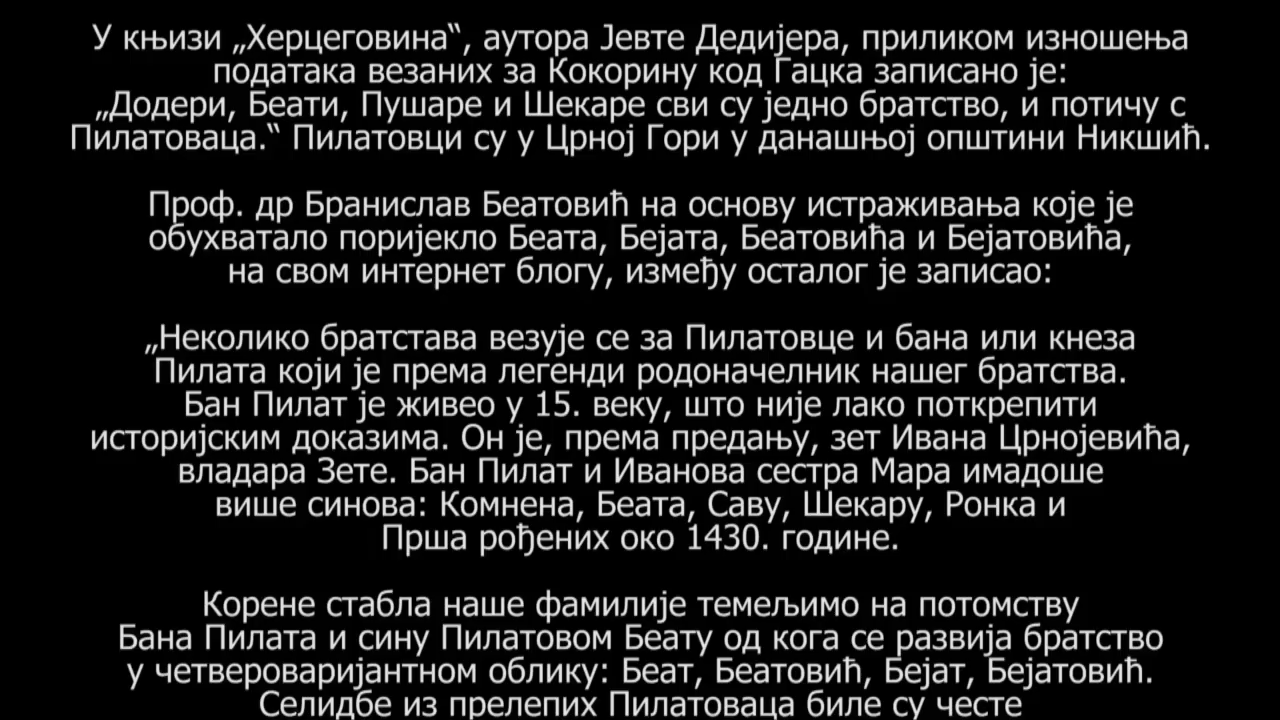 У књизи „Херцеговина“, аутора Јевте Дедијера, приликом изношења
података везаних за Кокорину код Гацка записано је:
„Додери, Беати, Пушаре и Шекаре сви су једно братство, и потичу с
Пилатоваца.“ Пилатовци су у Црној Гори у данашњој општини Никшић.
Проф. др Бранислав Беатовић на основу истраживања које је
обухватало поријекло Беата, Бејата, Беатовића и Бејатовића,
на свом интернет блогу, између осталог је записао:
„Неколико братстава везује се за Пилатовце и бана или кнеза
Пилата који је према легенди родоначелник нашег братства.
Бан Пилат је живео у 15. веку, што није лако поткрепити
историјским доказима. Он је, према предању, зет Ивана Црнојевића,
владара Зете. Бан Пилат и Иванова сестра Мара имадоше
више синова: Комнена, Беата, Саву, Шекару, Ронка и
Прша рођених око 1430. године.
Корене стабла наше фамилије темељимо на потомству
Бана Пилата и сину Пилатовом Беату од кога се развија братство
у четвероваријантном облику: Беат, Беатовић, Бејат, Бејатовић.
Селидбе из прелепих Пилатоваца биле су честе